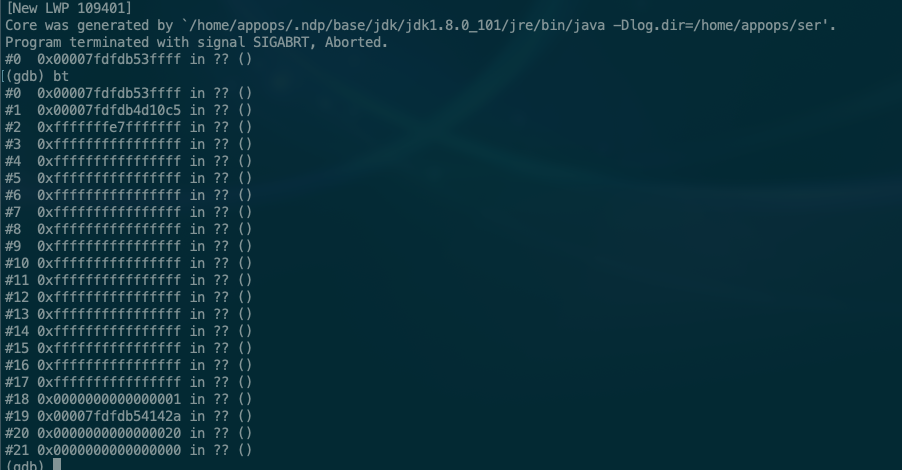 [New LWP 109401]
Core was generated by `/home/appops/.ndp/base/jdk/jdk1.8.0_101/jre/bin/java -Dlog.dir=/home/appops/ser'.
Program terminated with signal SIGABRT, Aborted.
#0  0x00007fdfdb53ffff in ?? ()
(gdb) bt
#0  0x00007fdfdb53ffff in ?? ()
#1  0x00007fdfdb4d10c5 in ?? ()
#2  0xfffffffe7fffffff in ?? ()
#3  0xffffffffffffffff in ?? ()
#4  0xffffffffffffffff in ?? ()
#5  0xffffffffffffffff in ?? ()
#6  0xffffffffffffffff in ?? ()
#7  0xffffffffffffffff in ?? ()
#8  0xffffffffffffffff in ?? ()
#9  0xffffffffffffffff in ?? ()
#10 0xffffffffffffffff in ?? ()
#11 0xffffffffffffffff in ?? ()
#12 0xffffffffffffffff in ?? ()
#13 0xffffffffffffffff in ?? ()
#14 0xffffffffffffffff in ?? ()
#15 0xffffffffffffffff in ?? ()
#16 0xffffffffffffffff in ?? ()
#17 0xffffffffffffffff in ?? ()
#18 0x0000000000000001 in ?? ()
#19 0x00007fdfdb54142a in ?? ()
#20 0x0000000000000020 in ?? ()
#21 0x0000000000000000 in ?? ()
(gdb)